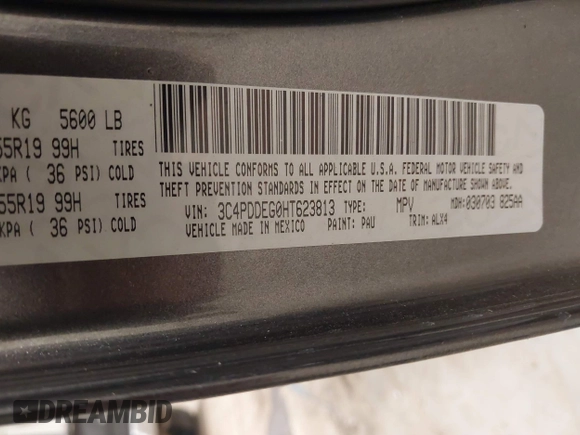 KG 5600 LB
55R19 99H TIRES
KPA ( 36 PSI) COLD
55R19 99H TIRES
KPA ( 36 PSI) COLD
THIS VEHICLE CONFORMS TO ALL APPLICABLE U.S.A. FEDERAL MOTOR VEHICLE SAFETY AND
THEFT PREVENTION STANDARDS IN EFFECT ON THE DATE OF MANUFACTURE SHOWN ABOVE.
VIN: 3C4PDDEG0HT623813 TYPE: MPV MDH: 030703 825AA
VEHICLE MADE IN MEXICO PAINT: PAU TRIM: ALX4
DREAMBID